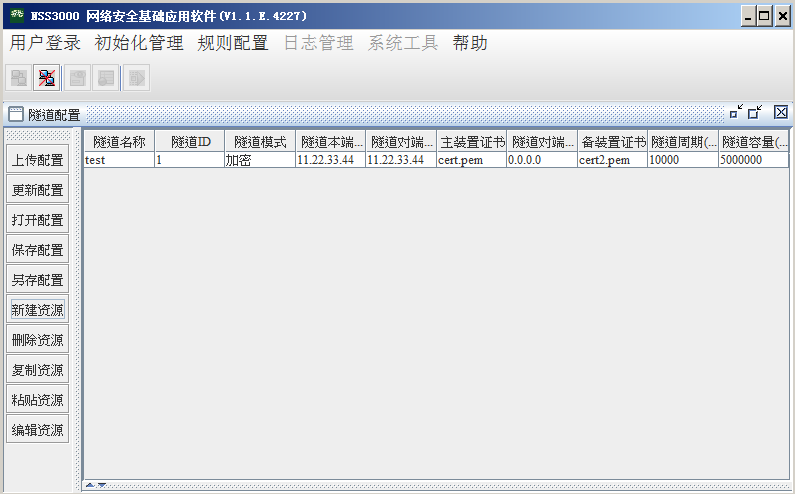 NSS3000 网络安全基础应用软件(V1.1.E.4227)
用户登录 初始化管理 规则配置 日志管理 系统工具 帮助
隧道配置
隧道名称 隧道ID 隧道模式 隧道本端... 隧道对端... 主装置证书 隧道对端... 备装置证书 隧道周期(... 隧道容量(...
test 1 加密 11.22.33.44 11.22.33.44 cert.pem 0.0.0.0 cert2.pem 10000 5000000
上传配置
更新配置
打开配置
保存配置
另存配置
新建资源
删除资源
复制资源
粘贴资源
编辑资源